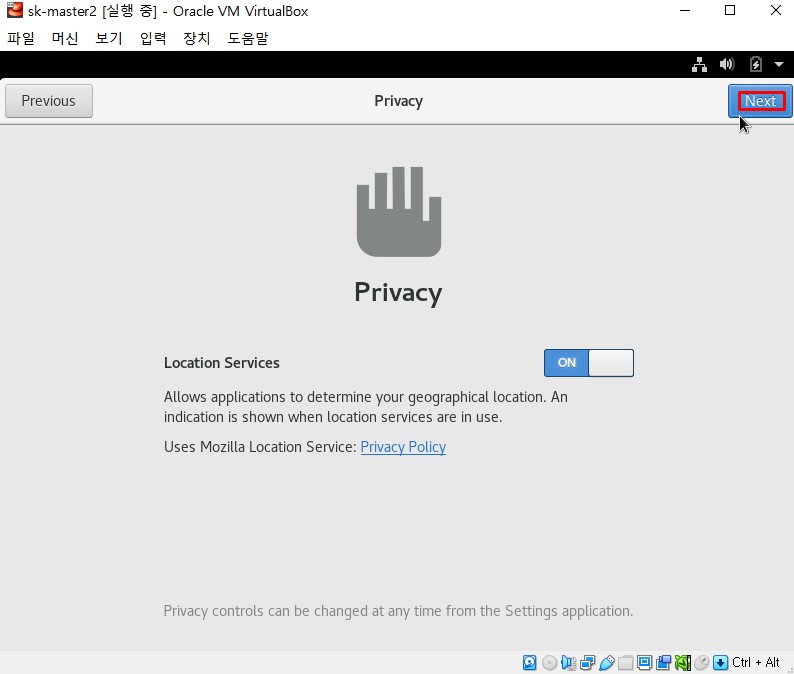 sk-master2 [실행 중] - Oracle VM VirtualBox
파일 머신 보기 입력 장치 도움말
Previous Privacy Next
Privacy
Location Services ON
Allows applications to determine your geographical location. An
indication is shown when location services are in use.
Uses Mozilla Location Service: Privacy Policy
Privacy controls can be changed at any time from the Settings application.
Ctrl + Alt